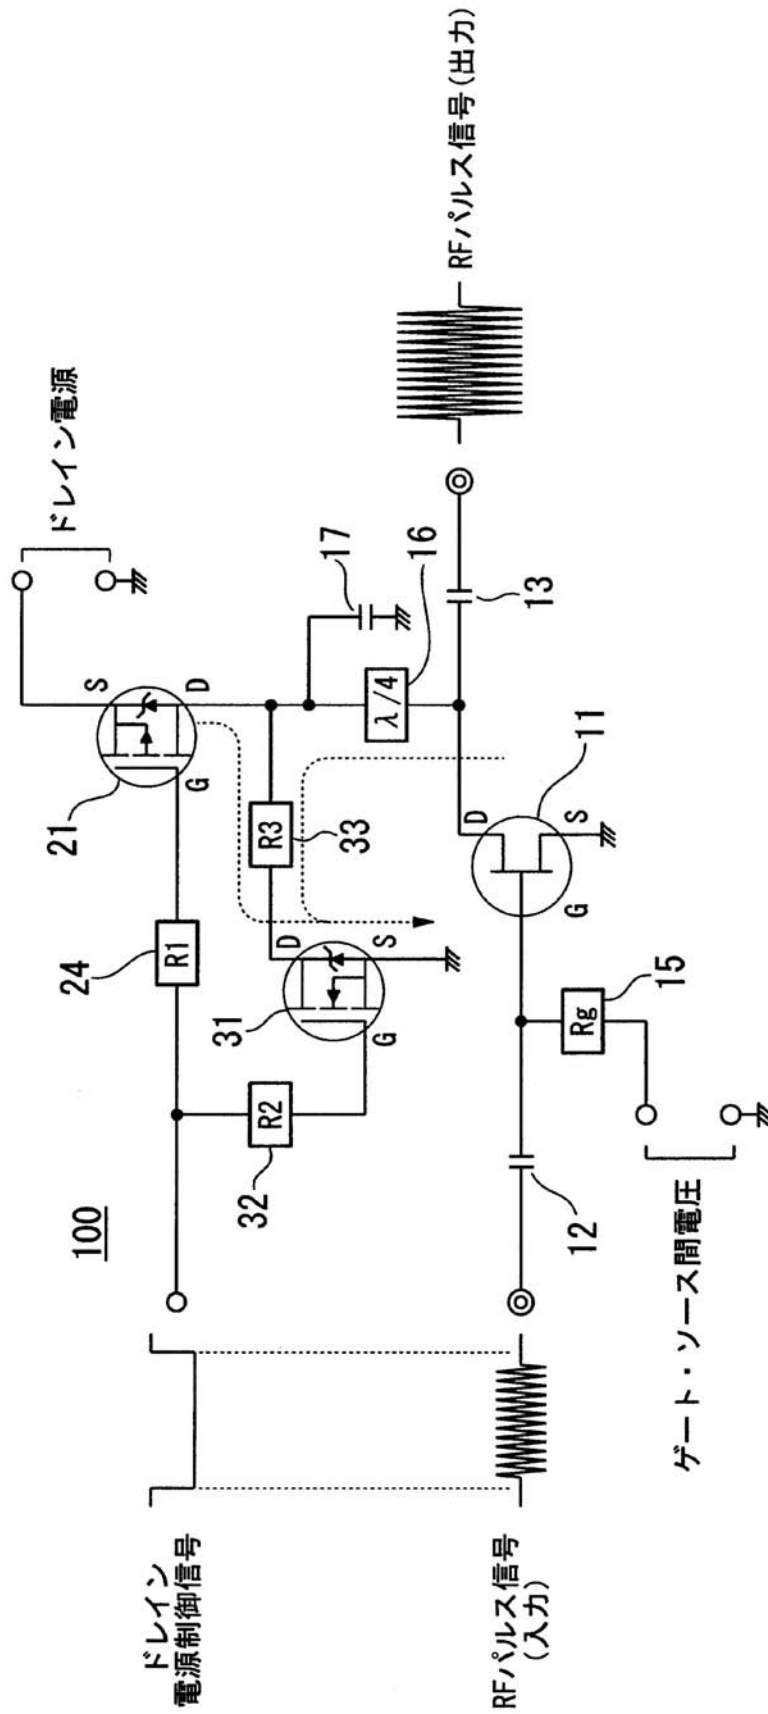 100
ドレイン
電源制御信号
RFパルス信号
(入力)
ドレイン電源
RFパルス信号(出力)
ゲート・ソース間電圧
24
R1
21
S
D
G
32
R2
31
D
S
G
R3
33
17
λ/4
16
13
12
11
D
S
G
Rg
15